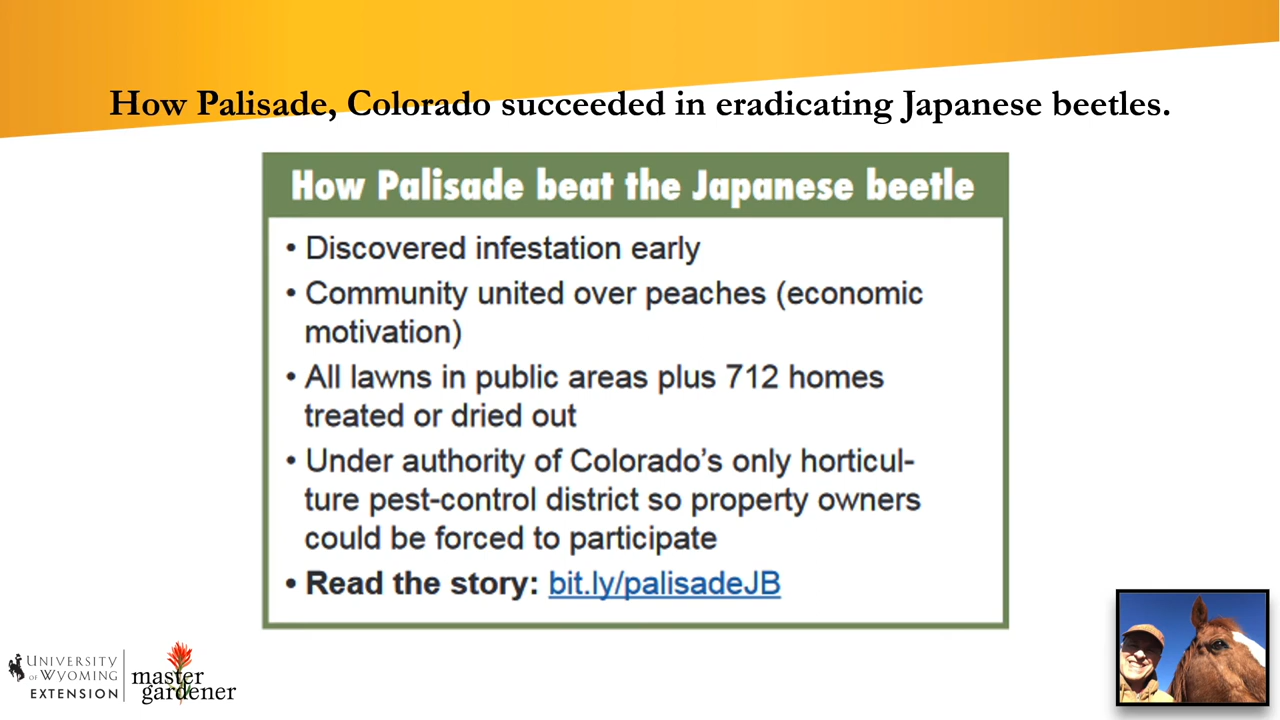 How Palisade, Colorado succeeded in eradicating Japanese beetles.
How Palisade beat the Japanese beetle
• Discovered infestation early
• Community united over peaches (economic
motivation)
• All lawns in public areas plus 712 homes
treated or dried out
• Under authority of Colorado's only horticul-
ture pest-control district so property owners
could be forced to participate
• Read the story: bit.ly/palisadeJB
UNIVERSITY
OF WYOMING
EXTENSION
master
gardener